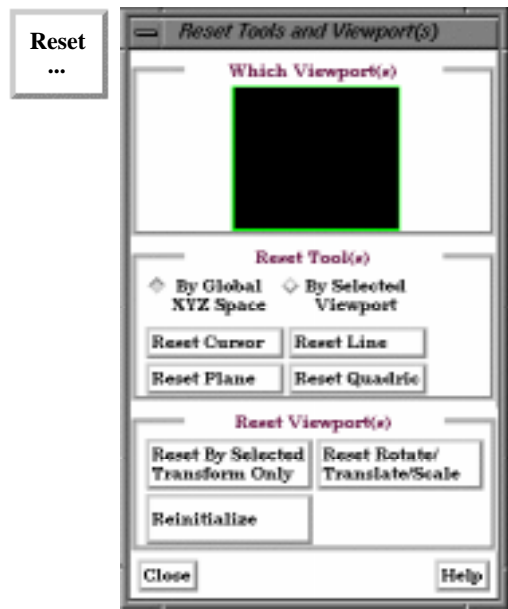 Reset
...
Reset Tools and Viewport(s)
Which Viewport(s)
Reset Tool(s)
By Global
XYZ Space
By Selected
Viewport
Reset Cursor
Reset Line
Reset Plane
Reset Quadric
Reset Viewport(s)
Reset By Selected
Transform Only
Reset Rotate/
Translate/Scale
Reinitialize
Close
Help